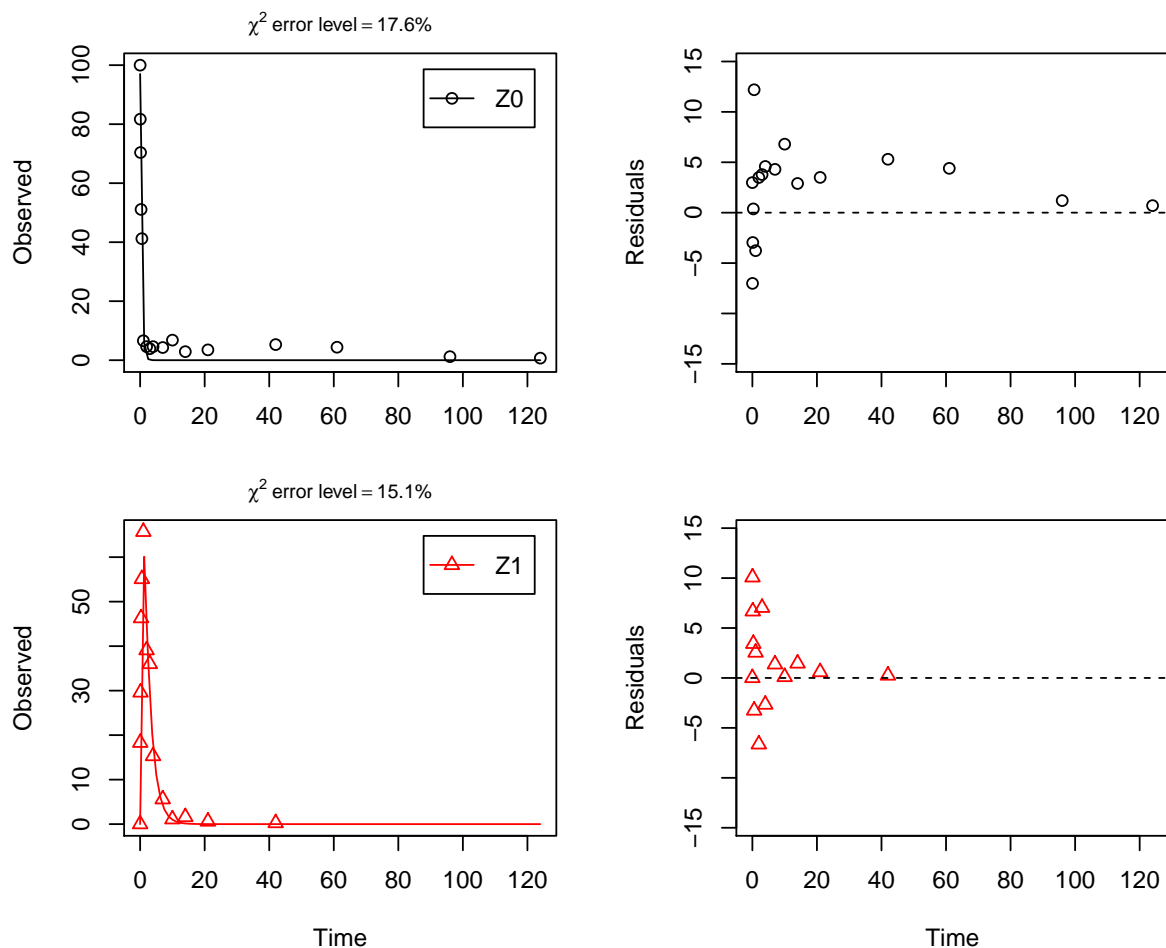 χ² error level = 17.6%
Observed
0 20 40 60 80 100
0 20 40 60 80 100 120
Z0
Residuals
−15 −5 0 5 10 15
0 20 40 60 80 100 120
χ² error level = 15.1%
Observed
0 10 30 50
0 20 40 60 80 100 120
Time
Z1
Residuals
−15 −5 0 5 10 15
0 20 40 60 80 100 120
Time